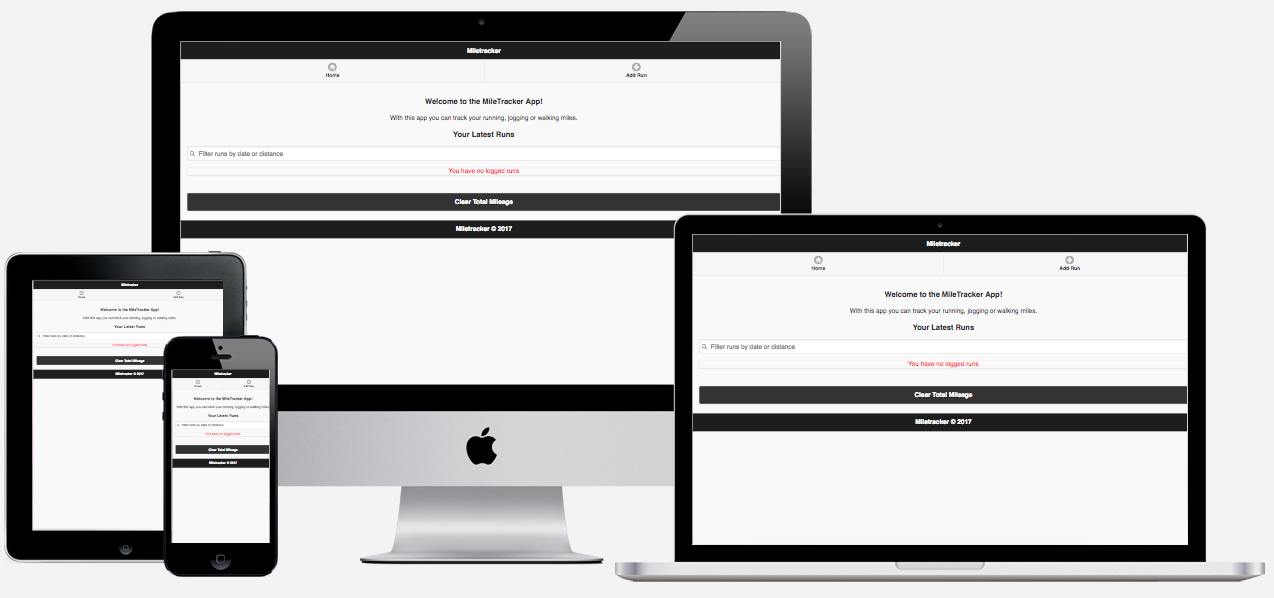 Miletracker
Home
Add Run
Welcome to the MileTracker App!
With this app you can track your running, jogging or walking miles.
Your Latest Runs
Filter runs by date or distance
You have no logged runs
Clear Total Mileage
Miletracker © 2017
Miletracker
Home
Add Run
Welcome to the MileTracker App!
With this app you can track your running, jogging or walking miles.
Your Latest Runs
Filter runs by date or distance
You have no logged runs
Clear Total Mileage
Miletracker © 2017
Miletracker
Home
Add Run
Welcome to the MileTracker App!
With this app you can track your running, jogging or walking miles.
Your Latest Runs
Filter runs by date or distance
You have no logged runs
Clear Total Mileage
Miletracker © 2017
Miletracker
Home
Add Run
Welcome to the MileTracker App!
With this app you can track your running, jogging or walking miles
Your Latest Runs
Filter runs by date or distance
You have no logged runs
Clear Total Mileage
Miletracker © 2017